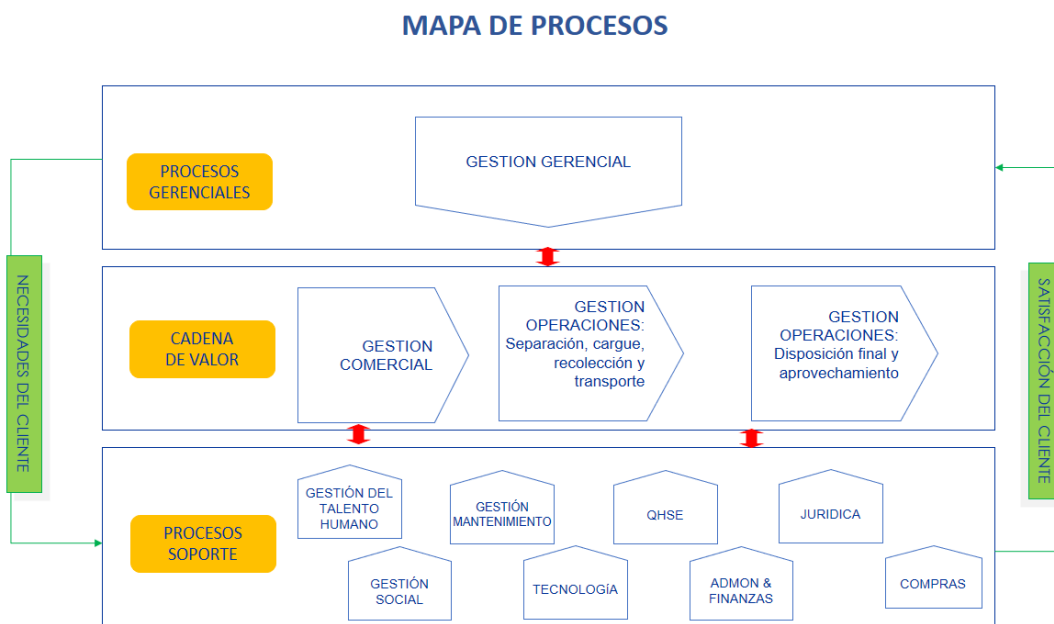 MAPA DE PROCESOS
PROCESOS
GERENCIALES
GESTION GERENCIAL
NECESIDADES DEL CLIENTE
CADENA
DE VALOR
GESTION
COMERCIAL
GESTION
OPERACIONES:
Separación, cargue,
recolección y
transporte
GESTION
OPERACIONES:
Disposición final y
aprovechamiento
SATISFACCIÓN DEL CLIENTE
PROCESOS
SOPORTE
GESTIÓN DEL
TALENTO
HUMANO
GESTIÓN
MANTENIMIENTO
QHSE
JURIDICA
GESTIÓN
SOCIAL
TECNOLOGÍA
ADMON &
FINANZAS
COMPRAS